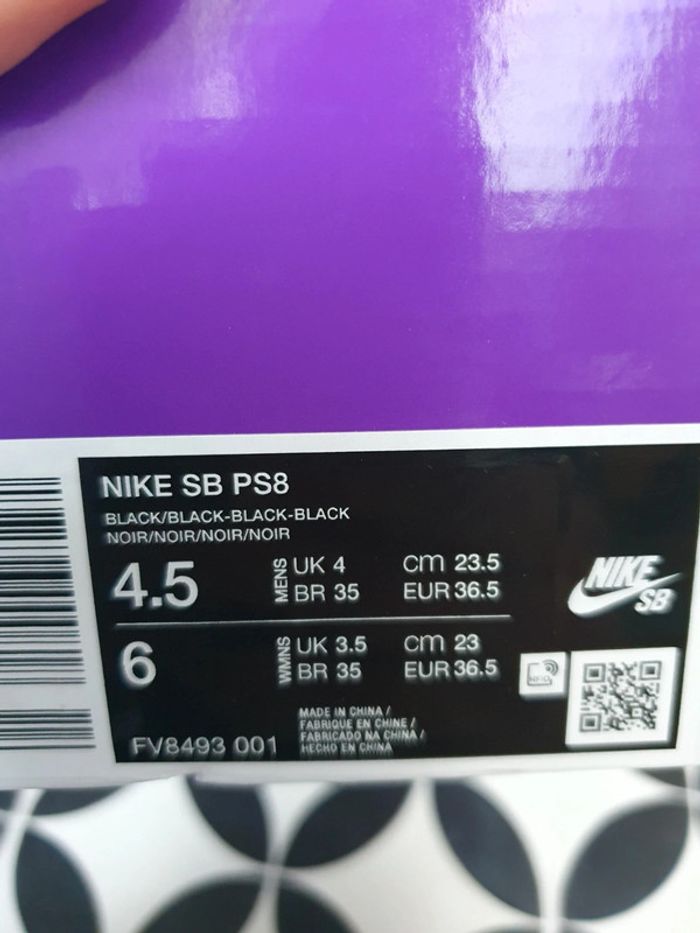 NIKE SB PS8
BLACK/BLACK-BLACK-BLACK
NOIR/NOIR/NOIR/NOIR
4.5 MENS UK 4 cm 23.5
BR 35 EUR 36.5
NIKE
SB
6 WMNS UK 3.5 cm 23
BR 35 EUR 36.5
RFID
MADE IN CHINA /
FABRIQUE EN CHINE /
FABRICADO NA CHINA /
HECHO EN CHINA
FV8493 001